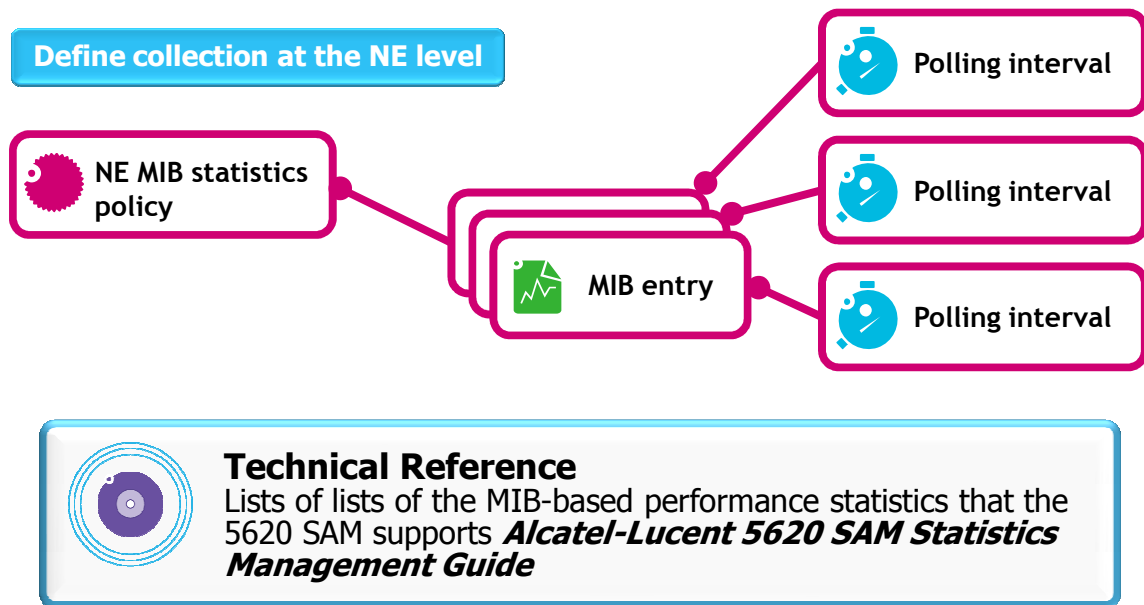 Define collection at the NE level
Polling interval
NE MIB statistics
policy
Polling interval
MIB entry
Polling interval
Technical Reference
Lists of lists of the MIB-based performance statistics that the
5620 SAM supports Alcatel-Lucent 5620 SAM Statistics
Management Guide